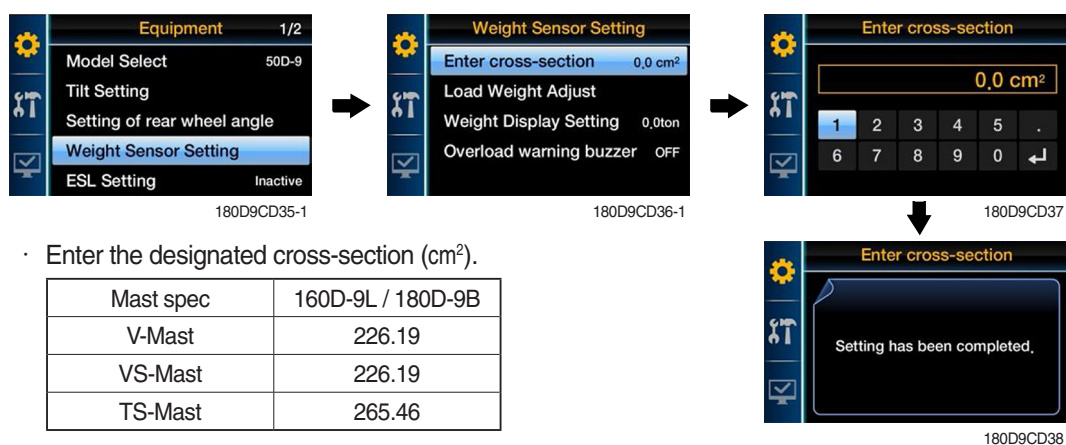 Equipment 1/2
Model Select 50D-9
Tilt Setting
Setting of rear wheel angle
Weight Sensor Setting
ESL Setting Inactive
180D9CD35-1
Weight Sensor Setting
Enter cross-section 0.0 cm²
Load Weight Adjust
Weight Display Setting 0.0ton
Overload warning buzzer OFF
180D9CD36-1
Enter cross-section
0.0 cm²
1 2 3 4 5 .
6 7 8 9 0 ↵
180D9CD37
· Enter the designated cross-section (cm²).
Mast spec 160D-9L / 180D-9B
V-Mast 226.19
VS-Mast 226.19
TS-Mast 265.46
Enter cross-section
Setting has been completed.
180D9CD38